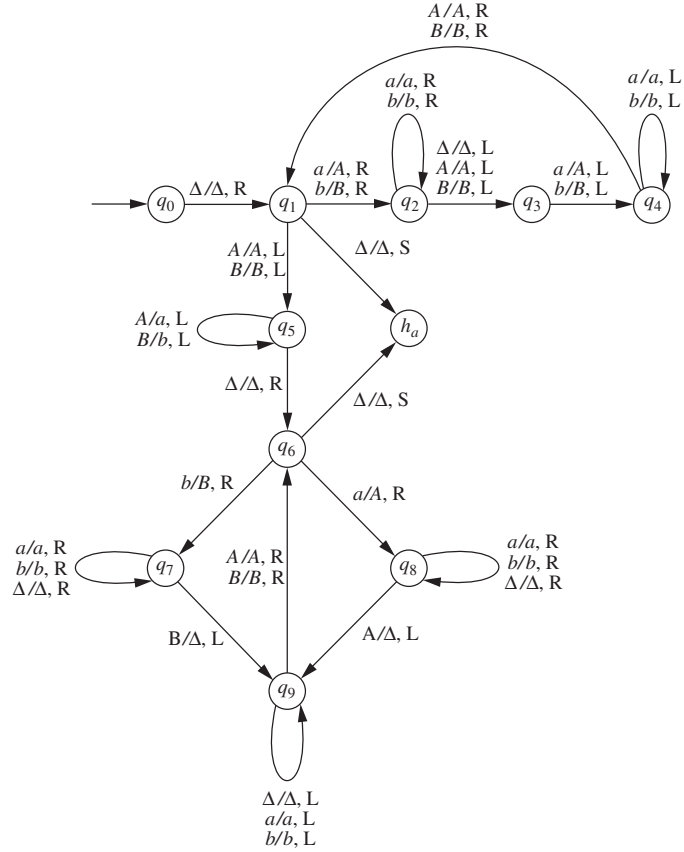 A/A, R
B/B, R
a/a, R
b/b, R
a/a, L
b/b, L
Δ/Δ, L
A/A, L
B/B, L
a/A, R
b/B, R
a/A, L
b/B, L
Δ/Δ, R
q0
q1
q2
q3
q4
A/A, L
B/B, L
Δ/Δ, S
A/a, L
B/b, L
q5
ha
Δ/Δ, R
Δ/Δ, S
q6
b/B, R
a/A, R
a/a, R
b/b, R
Δ/Δ, R
q7
A/A, R
B/B, R
q8
a/a, R
b/b, R
Δ/Δ, R
B/Δ, L
A/Δ, L
q9
Δ/Δ, L
a/a, L
b/b, L